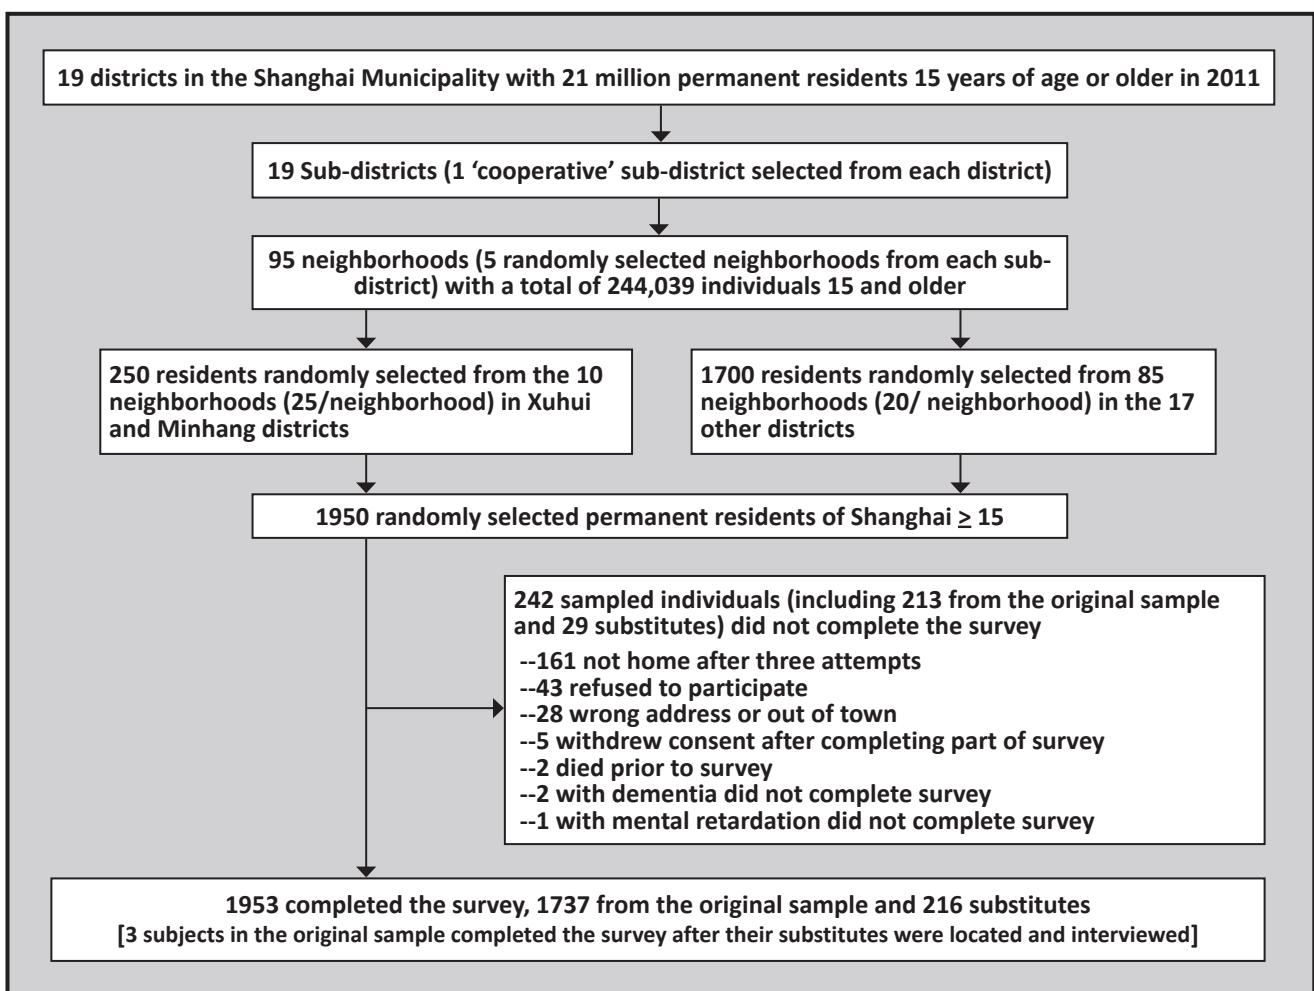 19 districts in the Shanghai Municipality with 21 million permanent residents 15 years of age or older in 2011
19 Sub-districts (1 ‘cooperative’ sub-district selected from each district)
95 neighborhoods (5 randomly selected neighborhoods from each sub-
district) with a total of 244,039 individuals 15 and older
250 residents randomly selected from the 10
neighborhoods (25/neighborhood) in Xuhui
and Minhang districts
1700 residents randomly selected from 85
neighborhoods (20/ neighborhood) in the 17
other districts
1950 randomly selected permanent residents of Shanghai ≥ 15
242 sampled individuals (including 213 from the original sample
and 29 substitutes) did not complete the survey
--161 not home after three attempts
--43 refused to participate
--28 wrong address or out of town
--5 withdrew consent after completing part of survey
--2 died prior to survey
--2 with dementia did not complete survey
--1 with mental retardation did not complete survey
1953 completed the survey, 1737 from the original sample and 216 substitutes
[3 subjects in the original sample completed the survey after their substitutes were located and interviewed]